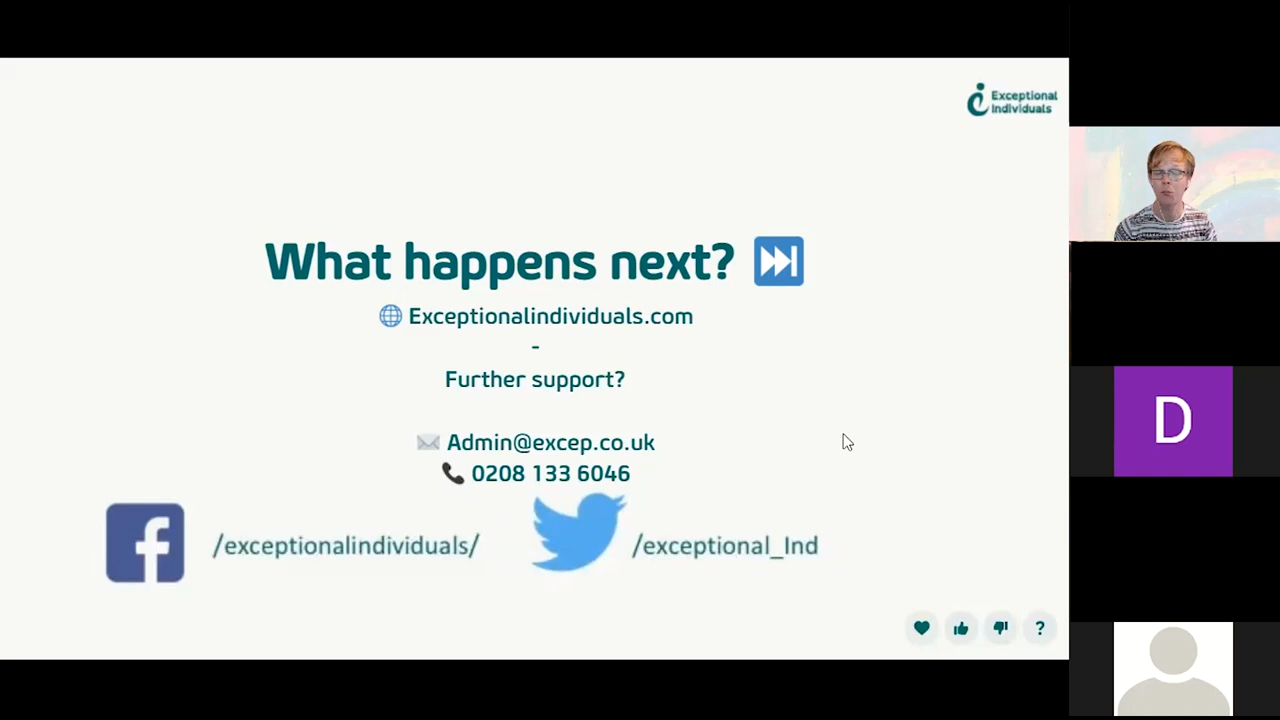 Exceptional
Individuals
What happens next? ⏭
Exceptionalindividuals.com
-
Further support?
Admin@excep.co.uk
0208 133 6046
/exceptionalindividuals/
/exceptional_Ind
?
D